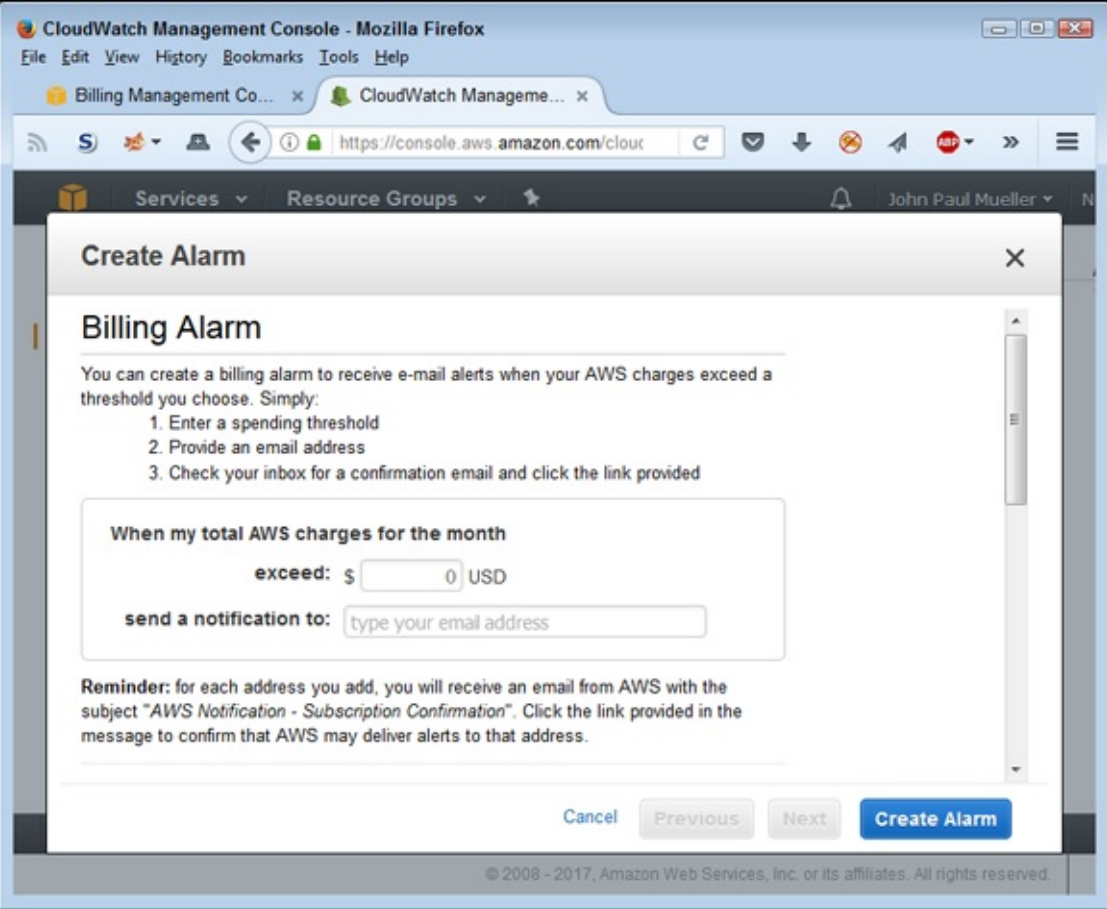 CloudWatch Management Console - Mozilla Firefox
File Edit View History Bookmarks Tools Help
Billing Management Co... × CloudWatch Manageme... ×
S https://console.aws.amazon.com/clouc ABP
Services Resource Groups John Paul Mueller N
Create Alarm
Billing Alarm
You can create a billing alarm to receive e-mail alerts when your AWS charges exceed a
threshold you choose. Simply:
1. Enter a spending threshold
2. Provide an email address
3. Check your inbox for a confirmation email and click the link provided
When my total AWS charges for the month
exceed: $ 0 USD
send a notification to: type your email address
Reminder: for each address you add, you will receive an email from AWS with the
subject "AWS Notification - Subscription Confirmation". Click the link provided in the
message to confirm that AWS may deliver alerts to that address.
Cancel Previous Next Create Alarm
© 2008 - 2017, Amazon Web Services, Inc. or its affiliates. All rights reserved.